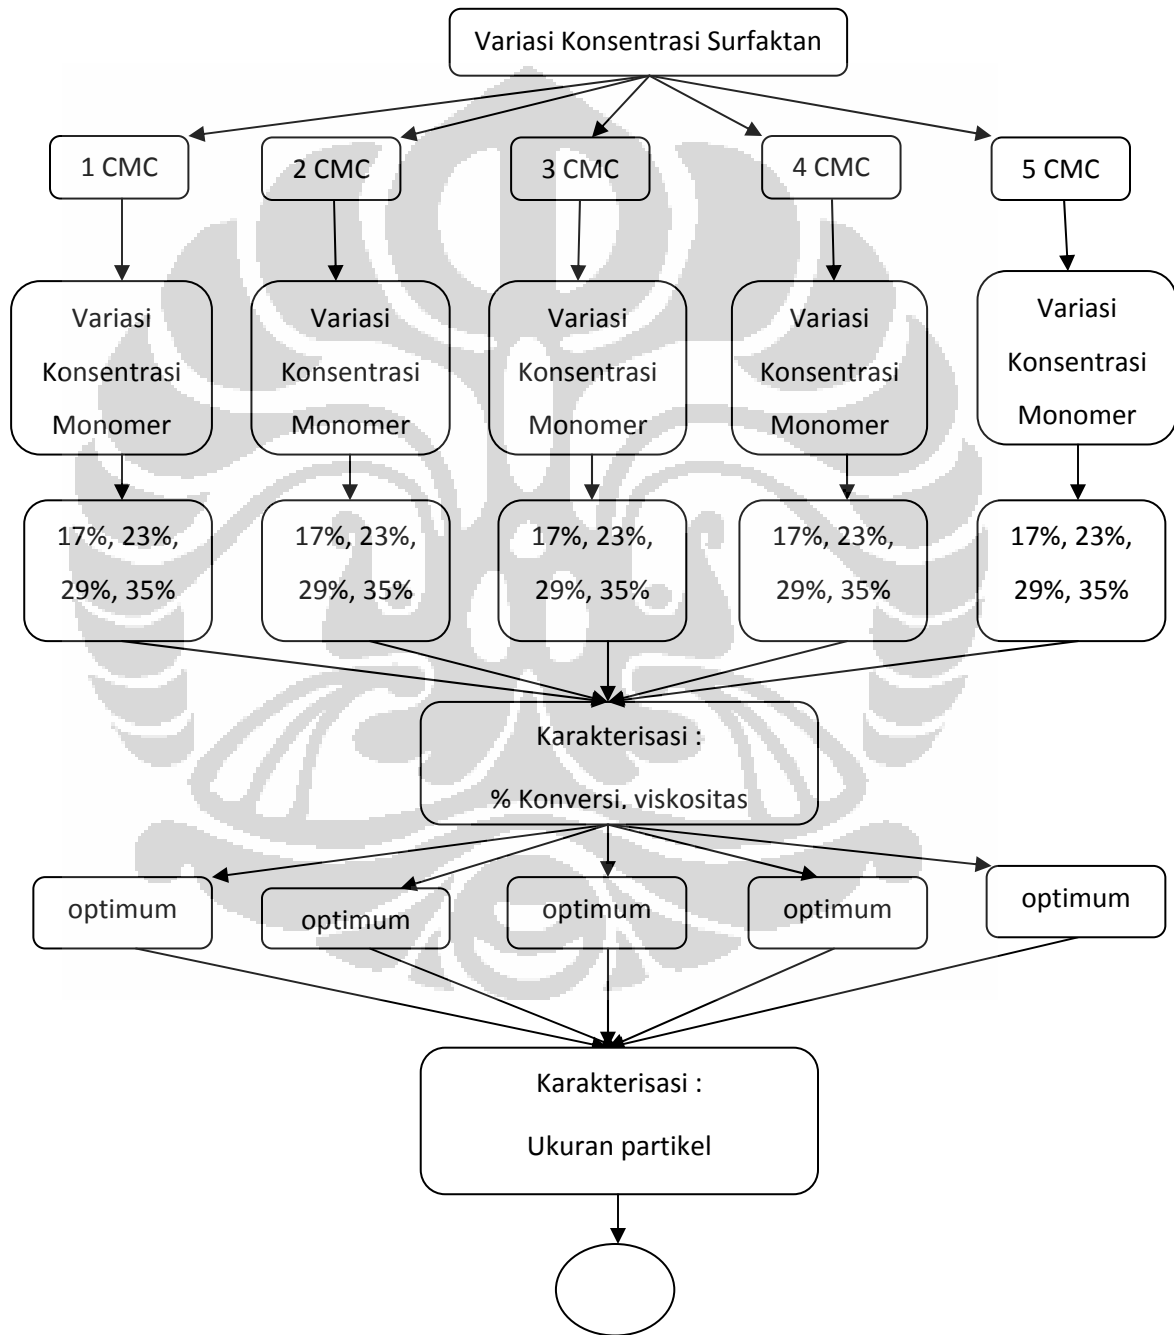 Variasi Konsentrasi Surfaktan
1 CMC
2 CMC
3 CMC
4 CMC
5 CMC
Variasi
Konsentrasi
Monomer
Variasi
Konsentrasi
Monomer
Variasi
Konsentrasi
Monomer
Variasi
Konsentrasi
Monomer
Variasi
Konsentrasi
Monomer
17%, 23%,
29%, 35%
17%, 23%,
29%, 35%
17%, 23%,
29%, 35%
17%, 23%,
29%, 35%
17%, 23%,
29%, 35%
Karakterisasi :
% Konversi, viskositas
optimum
optimum
optimum
optimum
optimum
Karakterisasi :
Ukuran partikel